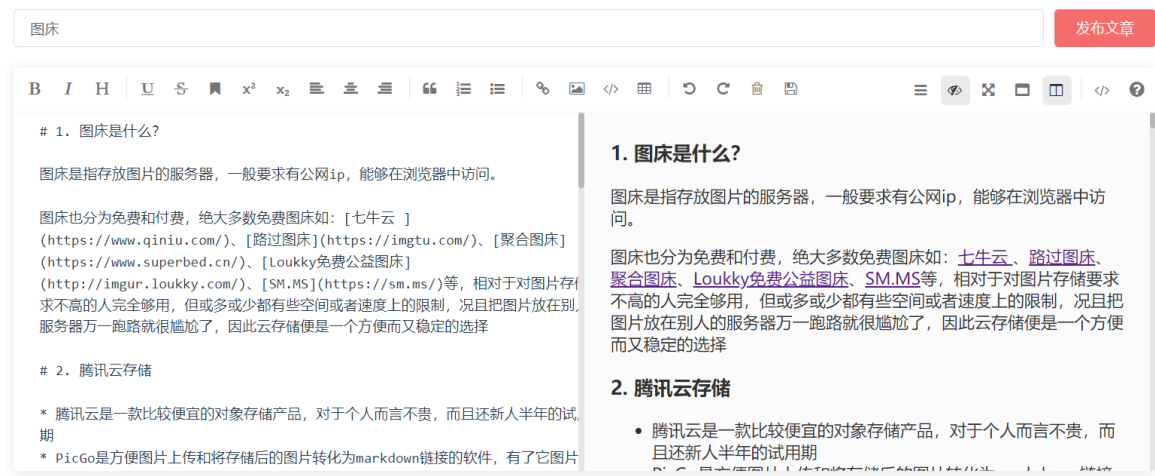 图床
发布文章
# 1. 图床是什么?
图床是指存放图片的服务器，一般要求有公网ip，能够在浏览器中访问。
图床也分为免费和付费，绝大多数免费图床如：[七牛云 ]
(https://www.qiniu.com/)、[路过图床](https://imgtu.com/)、[聚合图床]
(https://www.superbed.cn/)、[Loukky免费公益图床]
(http://imgur.loukky.com/)、[SM.MS](https://sm.ms/)等，相对于对图片存
求不高的人完全够用，但或多或少都有些空间或者速度上的限制，况且把图片放在别
服务器万一跑路就很尴尬了，因此云存储便是一个方便而又稳定的选择
# 2. 腾讯云存储
* 腾讯云是一款比较便宜的对象存储产品，对于个人而言不贵，而且还新人半年的试
期
* PicGo是方便图片上传和将存储后的图片转化为markdown链接的软件，有了它图片
1. 图床是什么?
图床是指存放图片的服务器，一般要求有公网ip，能够在浏览器中访
问。
图床也分为免费和付费，绝大多数免费图床如：七牛云 、路过图床、
聚合图床、Loukky免费公益图床、SM.MS等，相对于对图片存储要求
不高的人完全够用，但或多或少都有些空间或者速度上的限制，况且把
图片放在别人的服务器万一跑路就很尴尬了，因此云存储便是一个方便
而又稳定的选择
2. 腾讯云存储
• 腾讯云是一款比较便宜的对象存储产品，对于个人而言不贵，而
且还新人半年的试用期